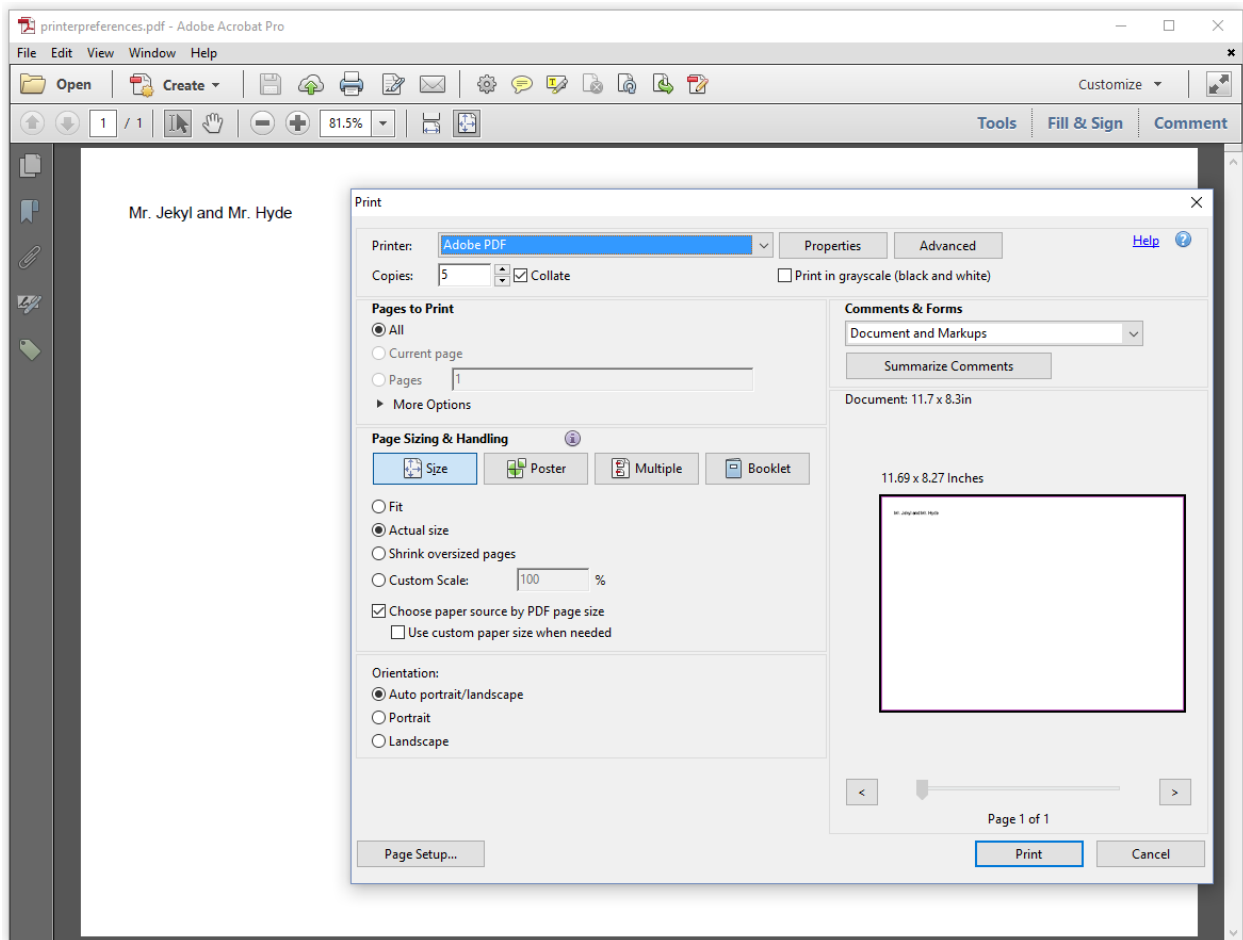 printerpreferences.pdf - Adobe Acrobat Pro
File Edit View Window Help
Open Create Customize
1 / 1 81.5% Tools Fill & Sign Comment
Mr. Jekyl and Mr. Hyde
Print
Printer: Adobe PDF Properties Advanced Help
Copies: 5 Collate Print in grayscale (black and white)
Pages to Print
All
Current page
Pages 1
More Options
Comments & Forms
Document and Markups
Summarize Comments
Page Sizing & Handling
Size Poster Multiple Booklet
Fit
Actual size
Shrink oversized pages
Custom Scale: 100 %
Choose paper source by PDF page size
Use custom paper size when needed
Orientation:
Auto portrait/landscape
Portrait
Landscape
Document: 11.7 x 8.3in
11.69 x 8.27 Inches
Mr. Jekyl and Mr. Hyde
< >
Page 1 of 1
Page Setup... Print Cancel